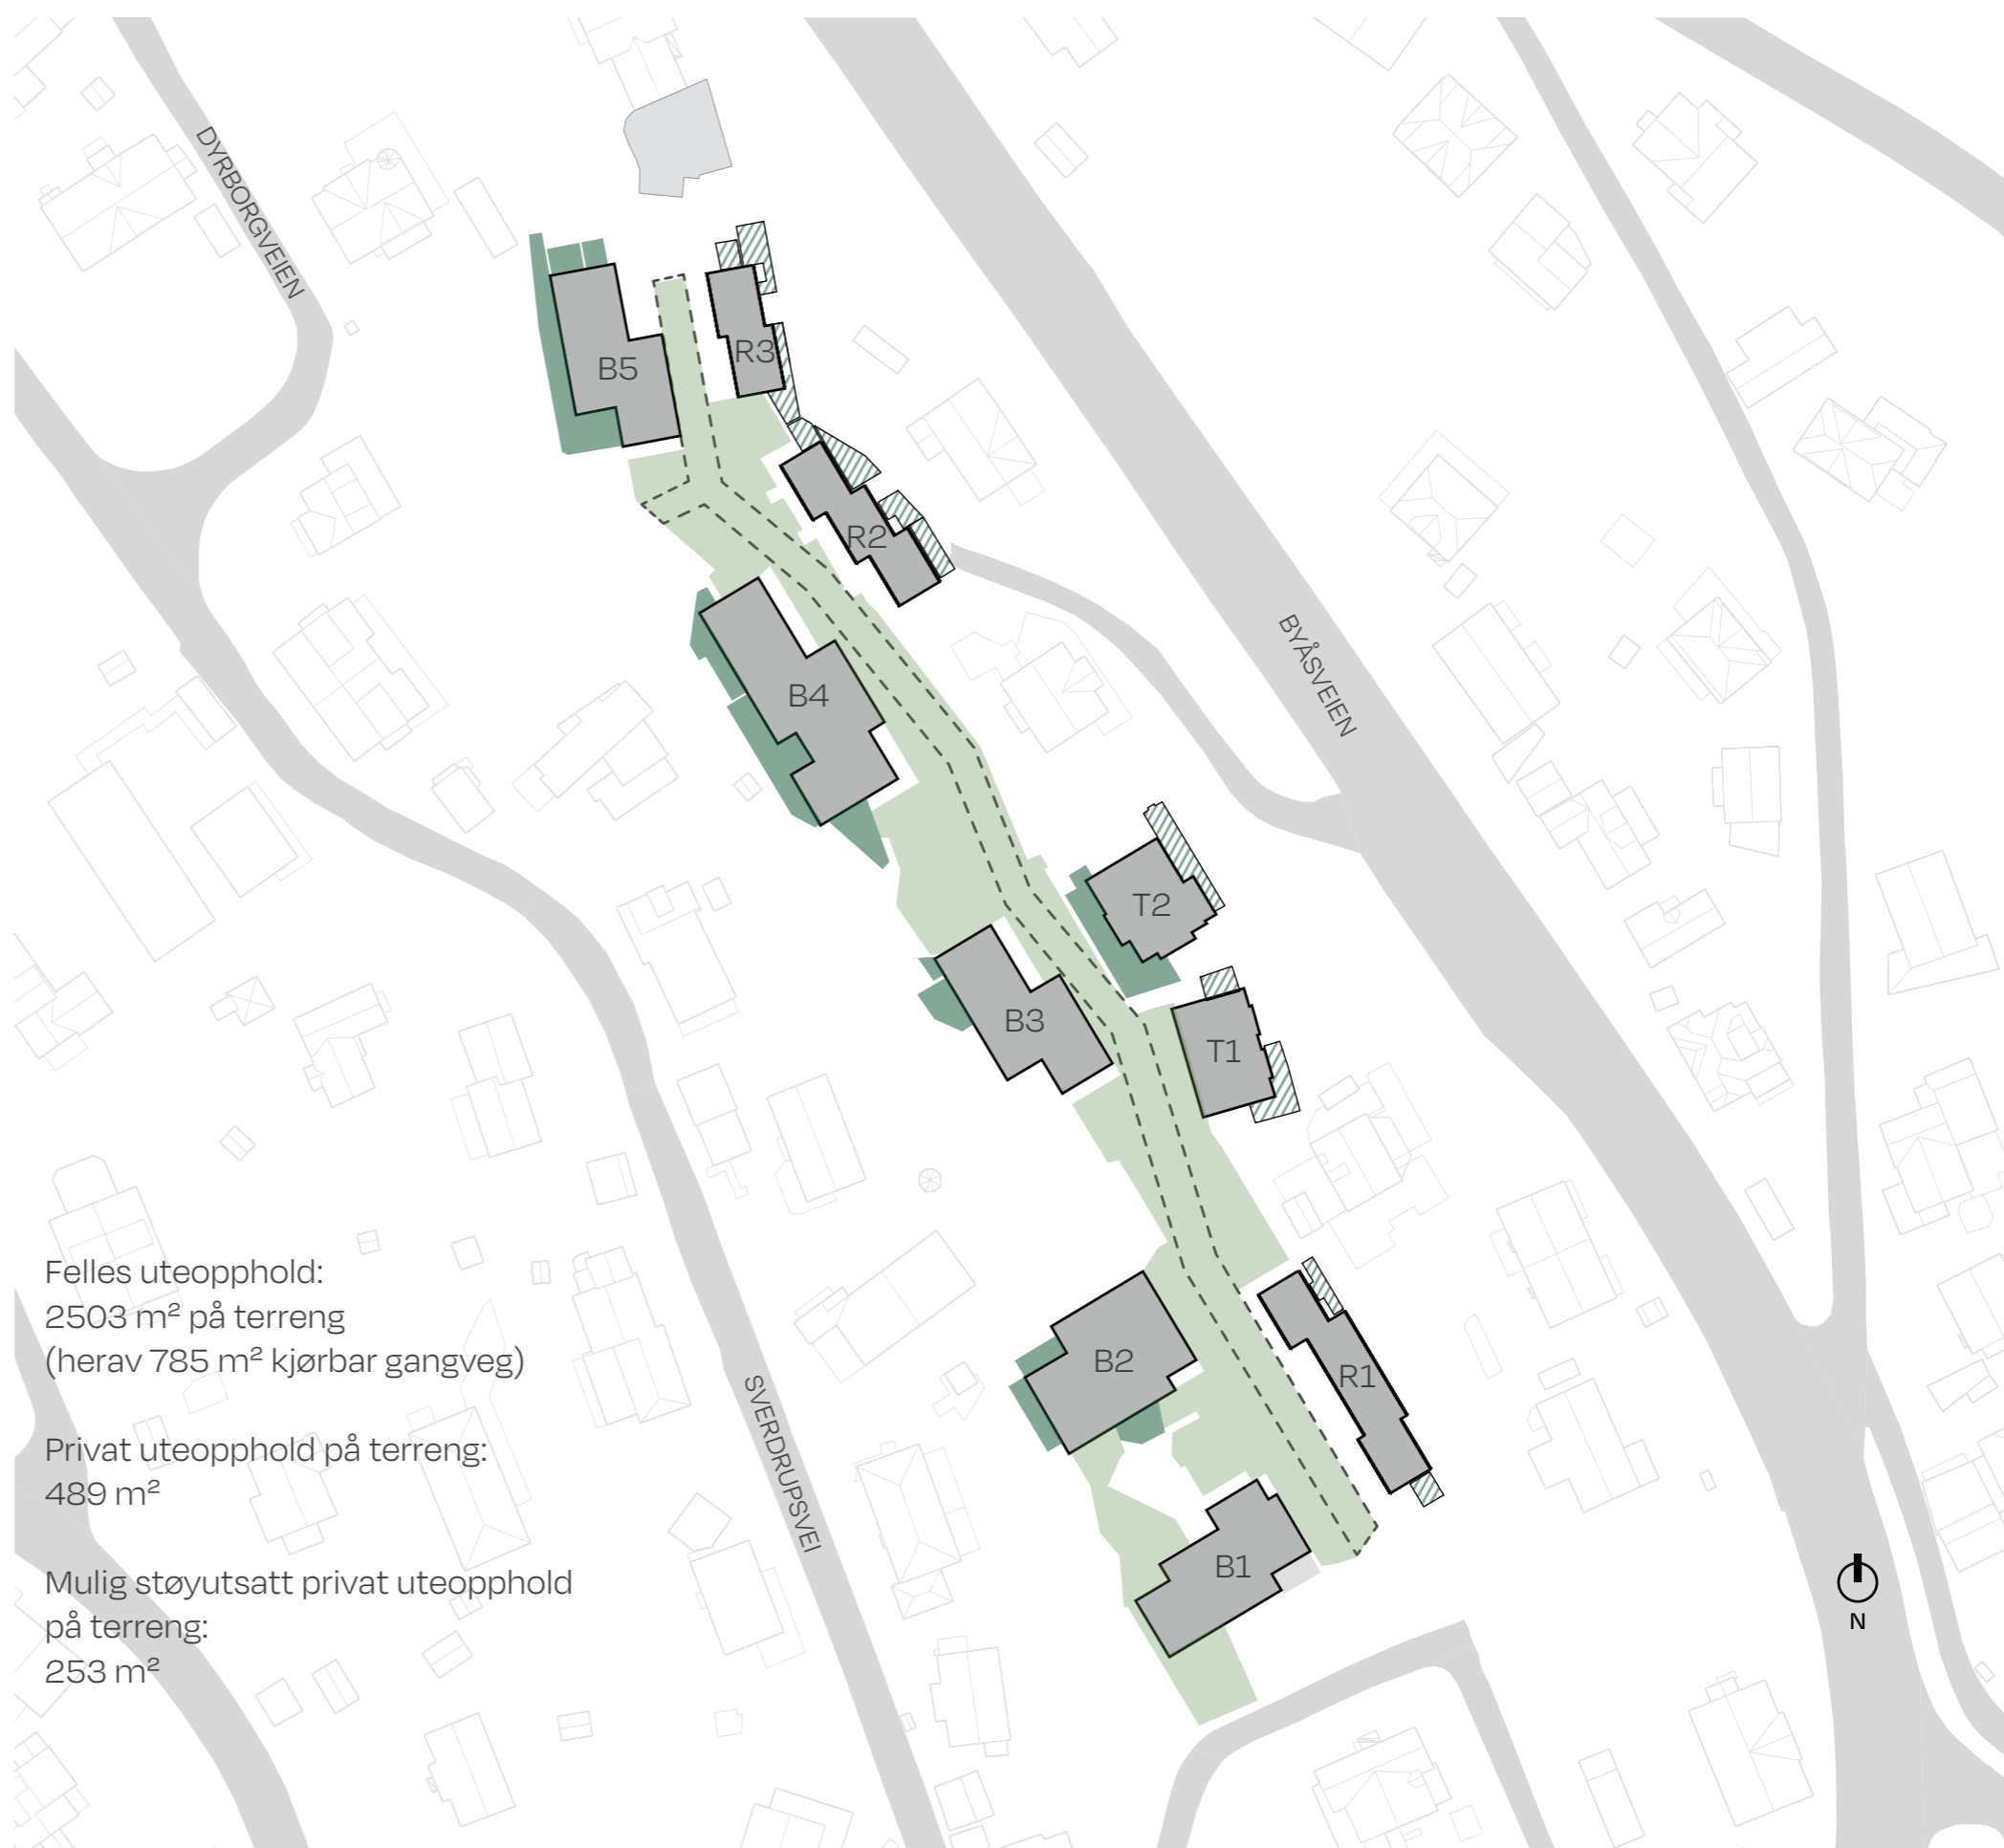 DYRBORGVEIEN
B5
R3
R2
BYÅSVEIEN
B4
T2
B3
T1
Felles uteopphold:
2503 m² på terreng
(herav 785 m² kjørbar gangveg)
Privat uteopphold på terreng:
489 m²
Mulig støyutsatt privat uteopphold
på terreng:
253 m²
B2
R1
SVERDRUPSVEI
B1
N